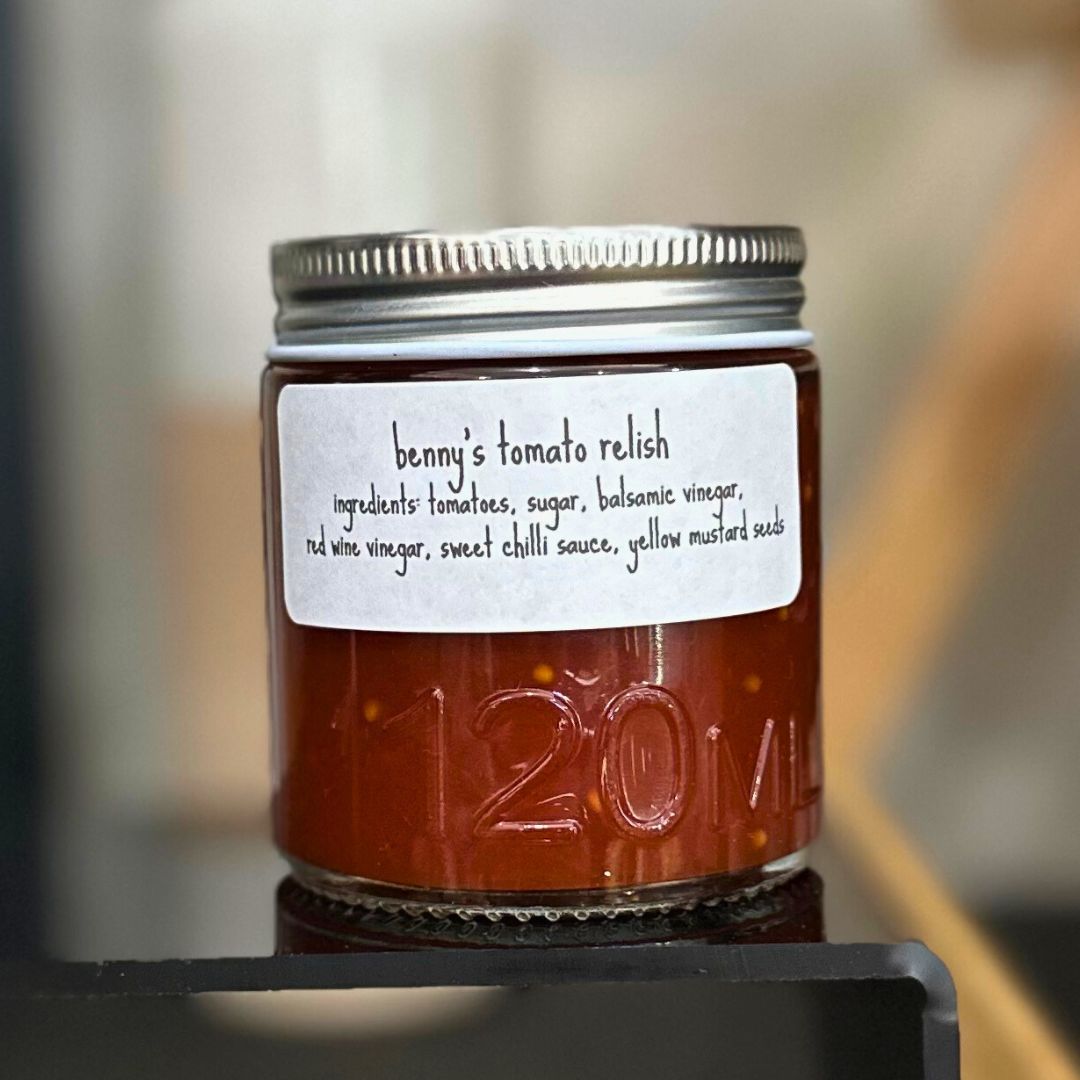 benny's tomato relish
ingredients: tomatoes, sugar, balsamic vinegar,
red wine vinegar, sweet chilli sauce, yellow mustard seeds
120ML